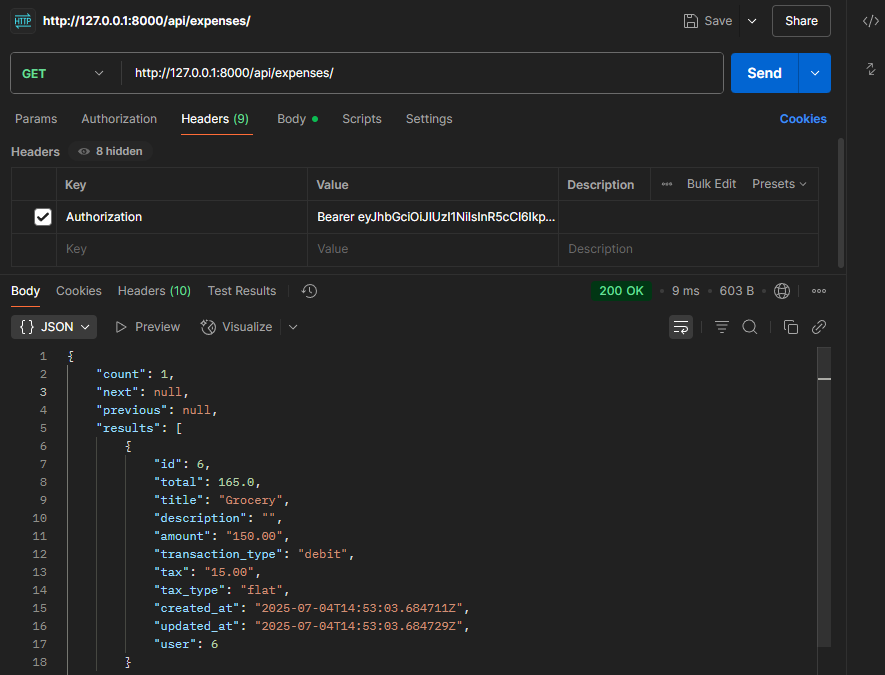 HTTP http://127.0.0.1:8000/api/expenses/ Save Share
GET http://127.0.0.1:8000/api/expenses/ Send
Params Authorization Headers (9) Body Scripts Settings Cookies
Headers 8 hidden
Key Value Description Bulk Edit Presets
Authorization Bearer eyJhbGciOiJIUzI1NiIsInR5cCI6Ikp...
Key Value Description
Body Cookies Headers (10) Test Results 200 OK 9 ms 603 B
{} JSON Preview Visualize
1 {
2 "count": 1,
3 "next": null,
4 "previous": null,
5 "results": [
6 {
7 "id": 6,
8 "total": 165.0,
9 "title": "Grocery",
10 "description": "",
11 "amount": "150.00",
12 "transaction_type": "debit",
13 "tax": "15.00",
14 "tax_type": "flat",
15 "created_at": "2025-07-04T14:53:03.684711Z",
16 "updated_at": "2025-07-04T14:53:03.684729Z",
17 "user": 6
18 }